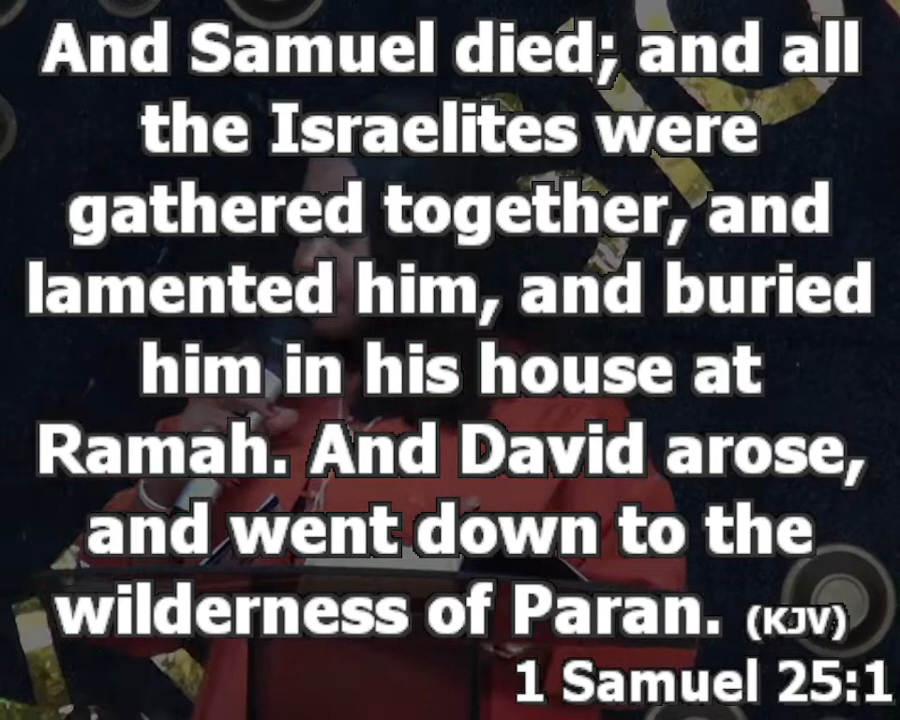 And Samuel died; and all
the Israelites were
gathered together, and
lamented him, and buried
him in his house at
Ramah. And David arose,
and went down to the
wilderness of Paran. (KJV)
1 Samuel 25:1